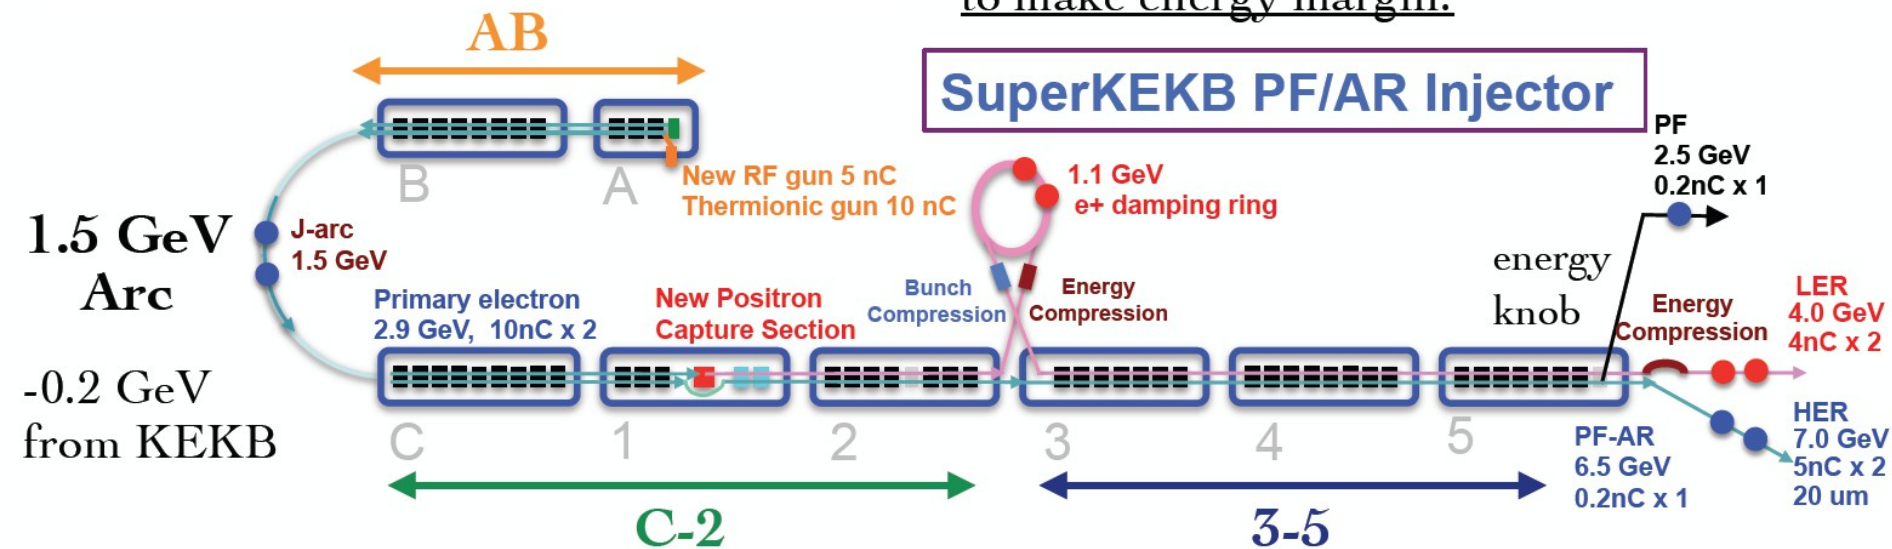 to make energy margin.
AB
SuperKEKB PF/AR Injector
PF
2.5 GeV
0.2nC x 1
B
A
New RF gun 5 nC
Thermionic gun 10 nC
1.1 GeV
e+ damping ring
1.5 GeV
Arc
J-arc
1.5 GeV
energy
knob
Primary electron
2.9 GeV, 10nC x 2
New Positron
Capture Section
Bunch
Compression
Energy
Compression
Energy
Compression
LER
4.0 GeV
4nC x 2
-0.2 GeV
from KEKB
C
1
2
3
4
5
PF-AR
6.5 GeV
0.2nC x 1
HER
7.0 GeV
5nC x 2
20 um
C-2
3-5